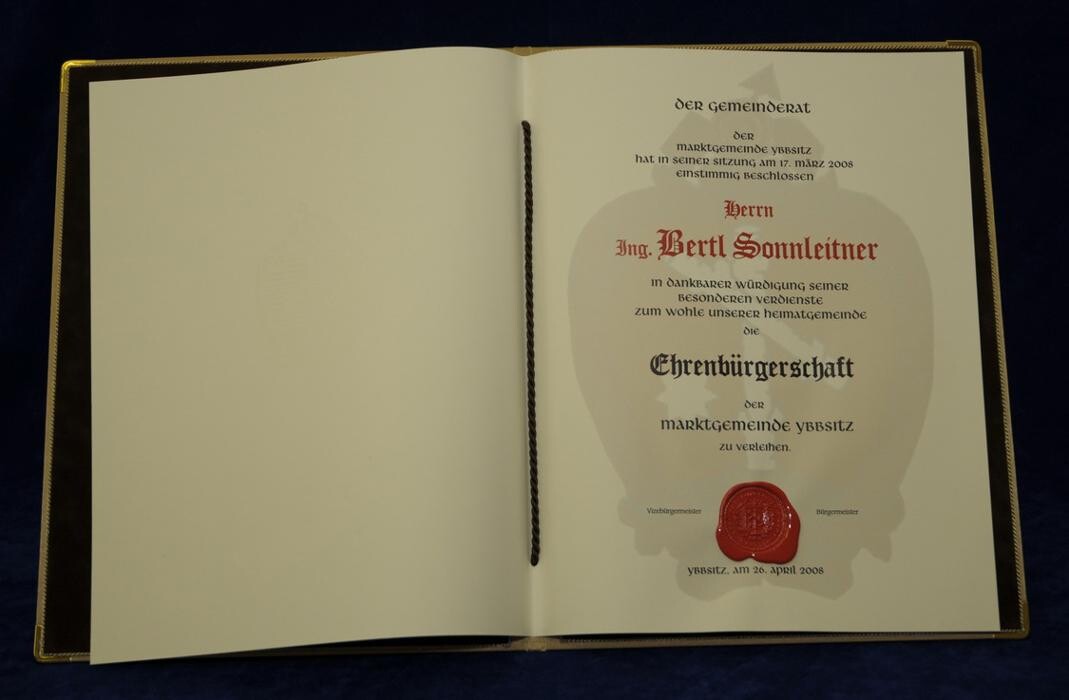 DER GEMEINDERAT
DER
MARKTGEMEINDE YBBSITZ
HAT IN SEINER SITZUNG AM 17. MÄRZ 2008
EINSTIMMIG BESCHLOSSEN
Herrn
Ing. Bertl Sonnleitner
IN DANKBARER WÜRDIGUNG SEINER
BESONDEREN VERDIENSTE
ZUM WOHLE UNSERER HEIMATGEMEINDE
DIE
Ehrenbürgerschaft
DER
MARKTGEMEINDE YBBSITZ
ZU VERLEIHEN.
Vizebürgermeister Bürgermeister
YBBSITZ, AM 26. APRIL 2008